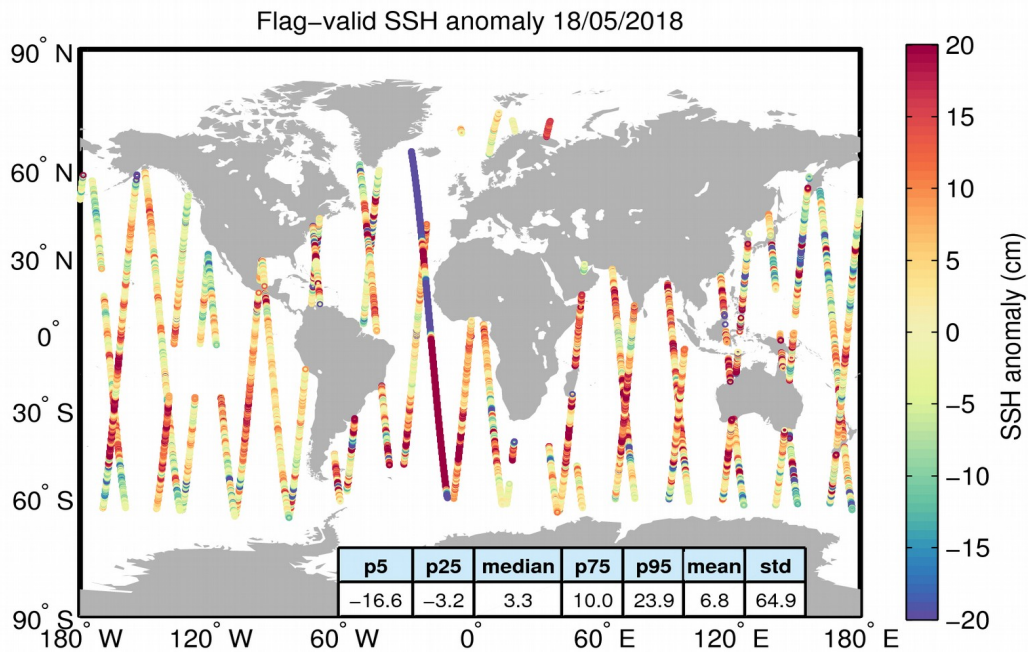 Flag−valid SSH anomaly 18/05/2018
90° N
60° N
30° N
0°
30° S
60° S
90° S
180° W
120° W
60° W
0°
60° E
120° E
180° E
p5 p25 median p75 p95 mean std
−16.6 −3.2 3.3 10.0 23.9 6.8 64.9
20
15
10
5
0
−5
−10
−15
−20
SSH anomaly (cm)